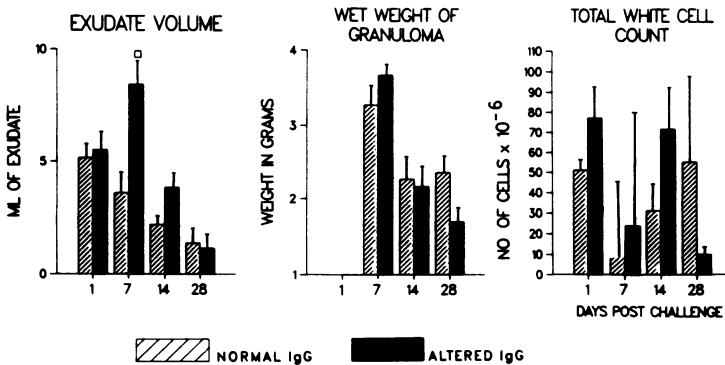 EXUDATE VOLUME
WET WEIGHT OF
GRANULOMA
TOTAL WHITE CELL
COUNT
ML OF EXUDATE
10
5
0
1 7 14 28
WEIGHT IN GRAMS
4
3
2
1
1 7 14 28
NO OF CELLS x 10-6
110
100
90
80
70
60
50
40
30
20
10
0
1 7 14 28
DAYS POST CHALLENGE
NORMAL IgG
ALTERED IgG